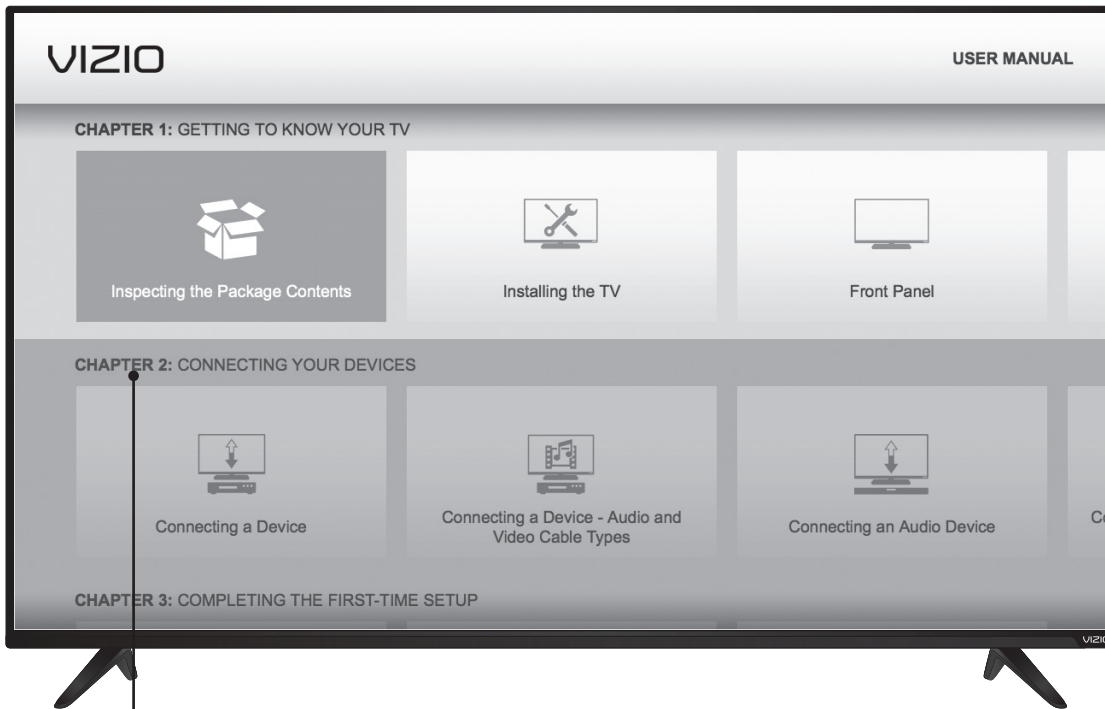 VIZIO
USER MANUAL
CHAPTER 1: GETTING TO KNOW YOUR TV
Inspecting the Package Contents
Installing the TV
Front Panel
CHAPTER 2: CONNECTING YOUR DEVICES
Connecting a Device
Connecting a Device - Audio and
Video Cable Types
Connecting an Audio Device
CHAPTER 3: COMPLETING THE FIRST-TIME SETUP